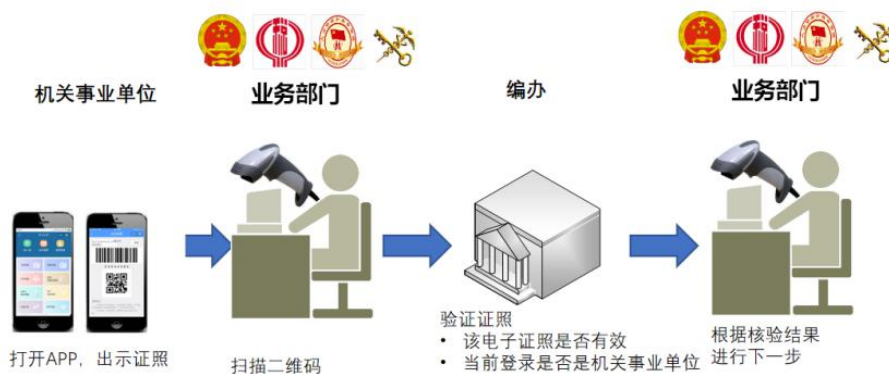 机关事业单位
业务部门
编办
业务部门
打开APP，出示证照
扫描二维码
验证证照
• 该电子证照是否有效
• 当前登录是否是机关事业单位
根据核验结果
进行下一步